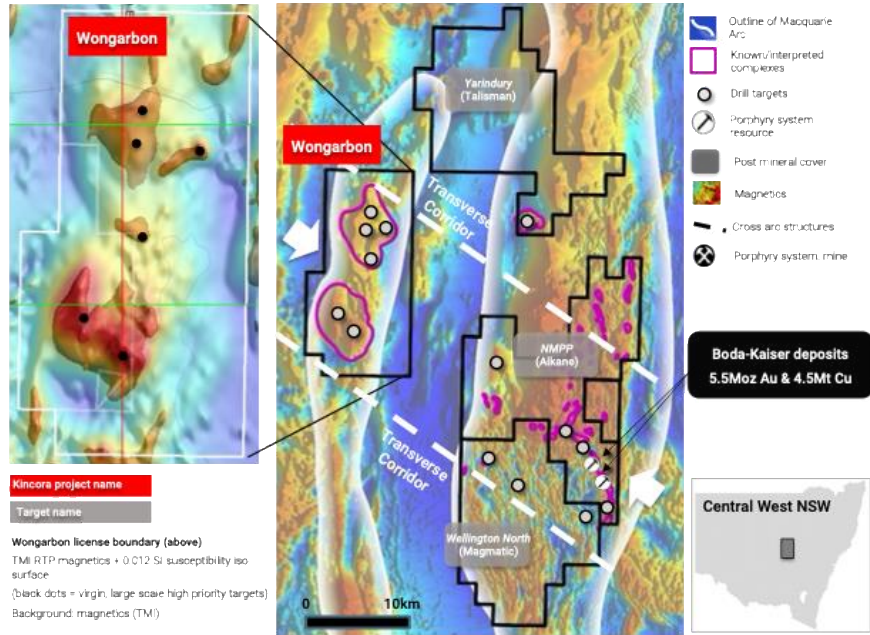 Wongarbon
Wongarbon
Yarindury
(Talisman)
Transverse
Corridor
NMPP
(Alkane)
Transverse
Corridor
Wellington North
(Magmatic)
0 10km
Outline of Macquarie
Arc
Known/interpreted
complexes
Drill targets
Porphyry system
resource
Post mineral cover
Magnetics
Cross arc structures
Porphyry system, mine
Boda-Kaiser deposits
5.5Moz Au & 4.5Mt Cu
Central West NSW
Kincora project name
Target name
Wongarbon license boundary (above)
TMI RTP magnetics + 0.012 SI susceptibility iso
surface
(black dots = virgin, large scale high priority targets)
Background: magnetics (TMI)